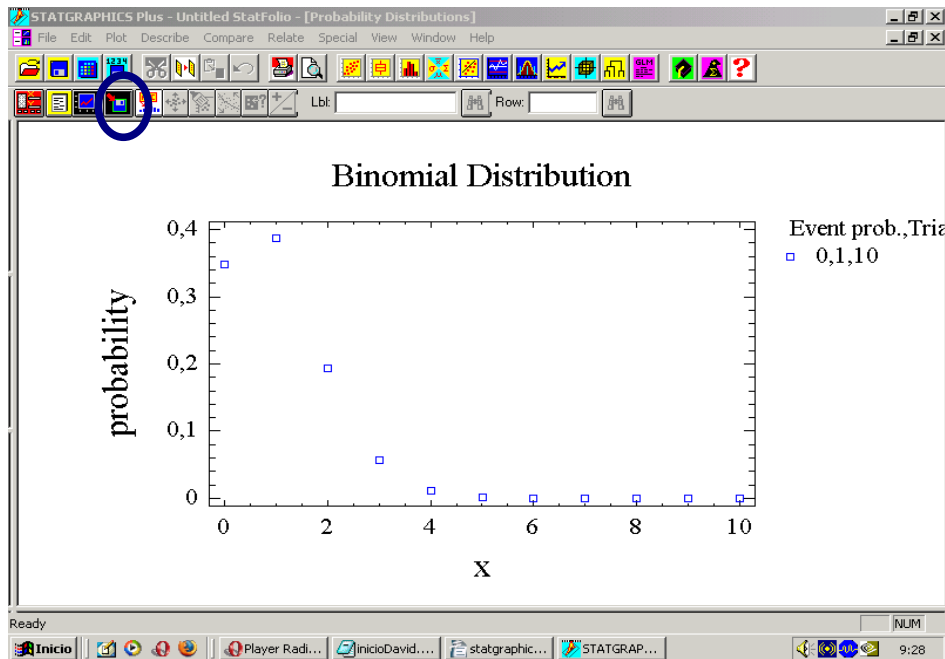 STATGRAPHICS Plus - Untitled StatFolio - [Probability Distributions]
File Edit Plot Describe Compare Relate Special View Window Help
1234
GLM
Lbl: Row:
Binomial Distribution
Event prob.,Tria
0,1,10
probability
0,4
0,3
0,2
0,1
0
0 2 4 6 8 10
x
Ready
NUM
Inicio
Player Radi...
inicioDavid....
statgraphic...
STATGRAP...
9:28